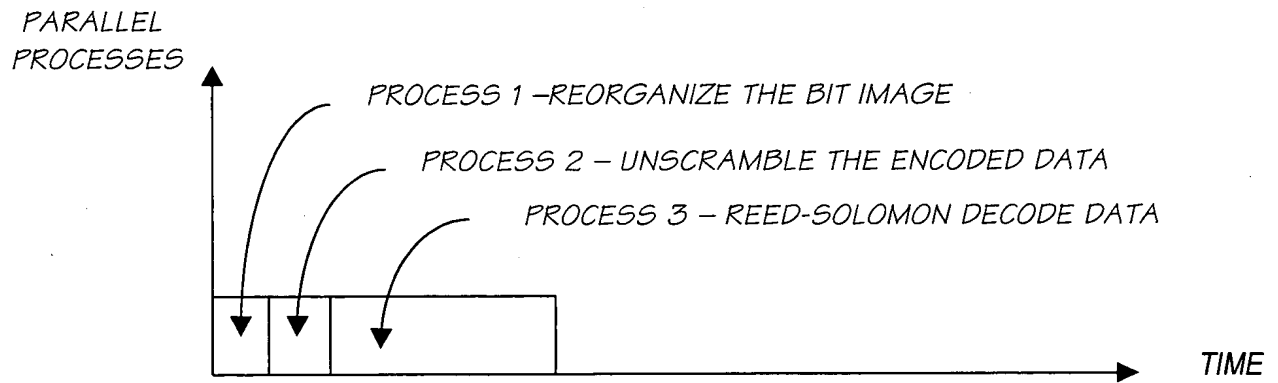 PARALLEL
PROCESSES
PROCESS 1 –REORGANIZE THE BIT IMAGE
PROCESS 2 – UNSCRAMBLE THE ENCODED DATA
PROCESS 3 – REED-SOLOMON DECODE DATA
TIME